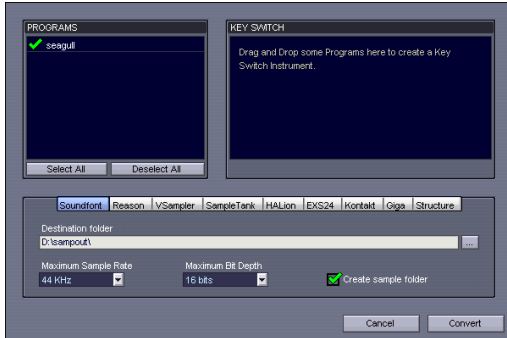 PROGRAMS
seagull
Select All
Deselect All
KEY SWITCH
Drag and Drop some Programs here to create a Key
Switch Instrument.
Soundfont Reason VSampler SampleTank HALion EXS24 Kontakt Giga Structure
Destination folder
D:\sampout\
...
Maximum Sample Rate
44 KHz
Maximum Bit Depth
16 bits
Create sample folder
Cancel
Convert